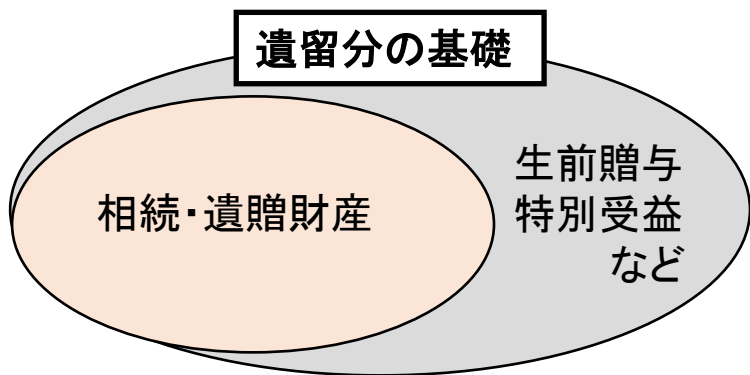 遺留分の基礎
相続・遺贈財産
生前贈与
特別受益
など